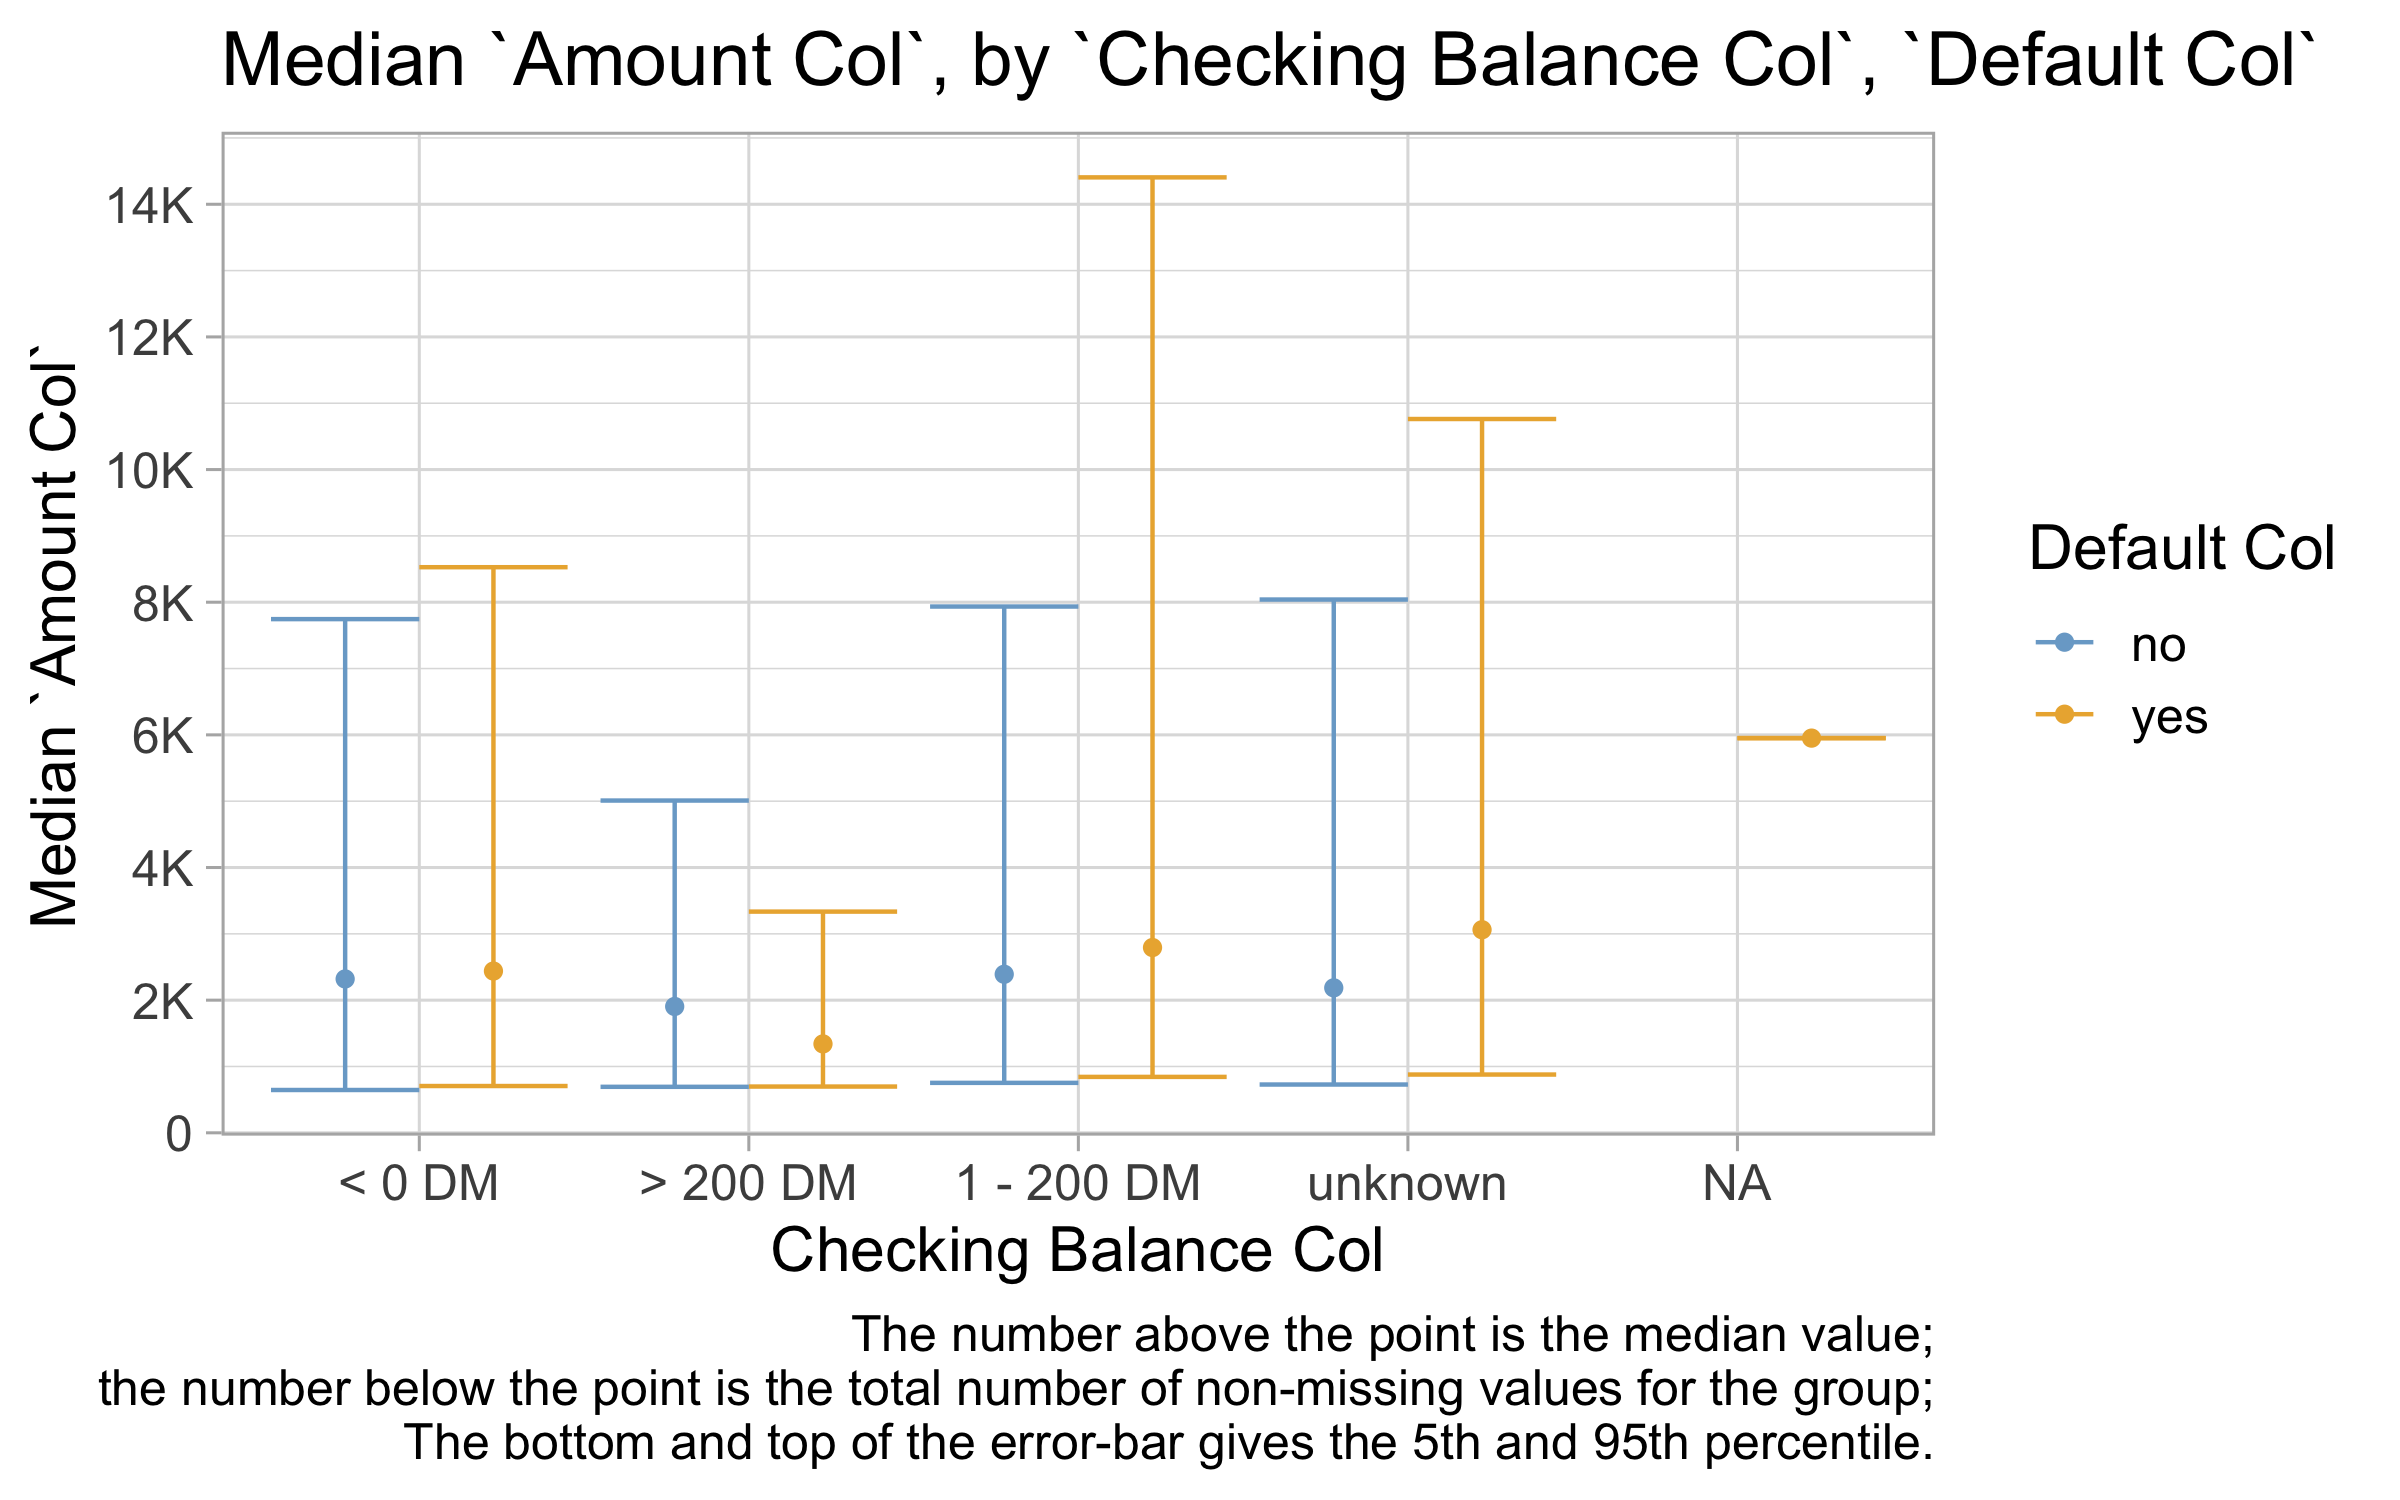 Median `Amount Col`, by `Checking Balance Col`, `Default Col`
Median `Amount Col`
14K
12K
10K
8K
6K
4K
2K
0
< 0 DM
> 200 DM
1 - 200 DM
unknown
NA
Checking Balance Col
Default Col
no
yes
The number above the point is the median value;
the number below the point is the total number of non-missing values for the group;
The bottom and top of the error-bar gives the 5th and 95th percentile.